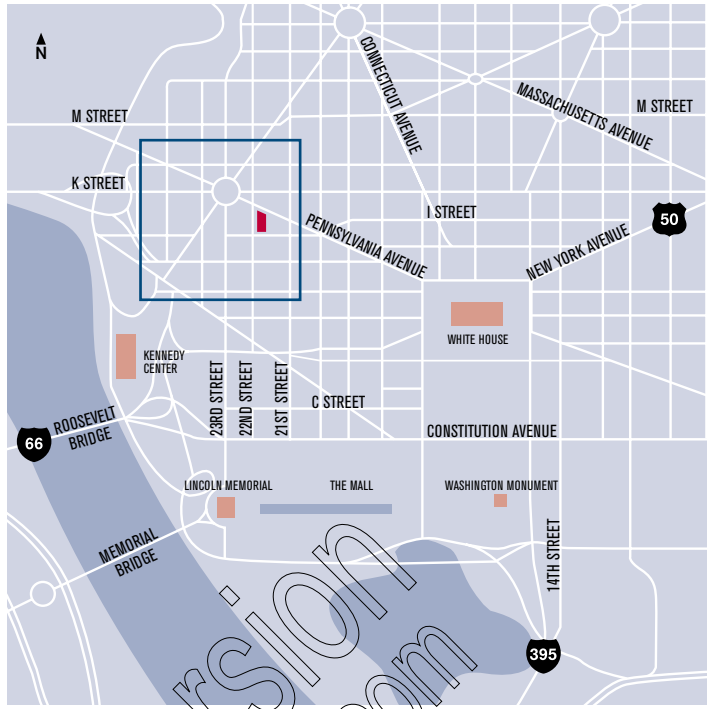 N
CONNECTICUT AVENUE
MASSACHUSETTS AVENUE
M STREET
M STREET
K STREET
I STREET
50
PENNSYLVANIA AVENUE
NEW YORK AVENUE
WHITE HOUSE
KENNEDY
CENTER
23RD STREET
22ND STREET
21ST STREET
C STREET
ROOSEVELT
BRIDGE
66
CONSTITUTION AVENUE
LINCOLN MEMORIAL
THE MALL
WASHINGTON MONUMENT
MEMORIAL
BRIDGE
14TH STREET
395
rsion
com